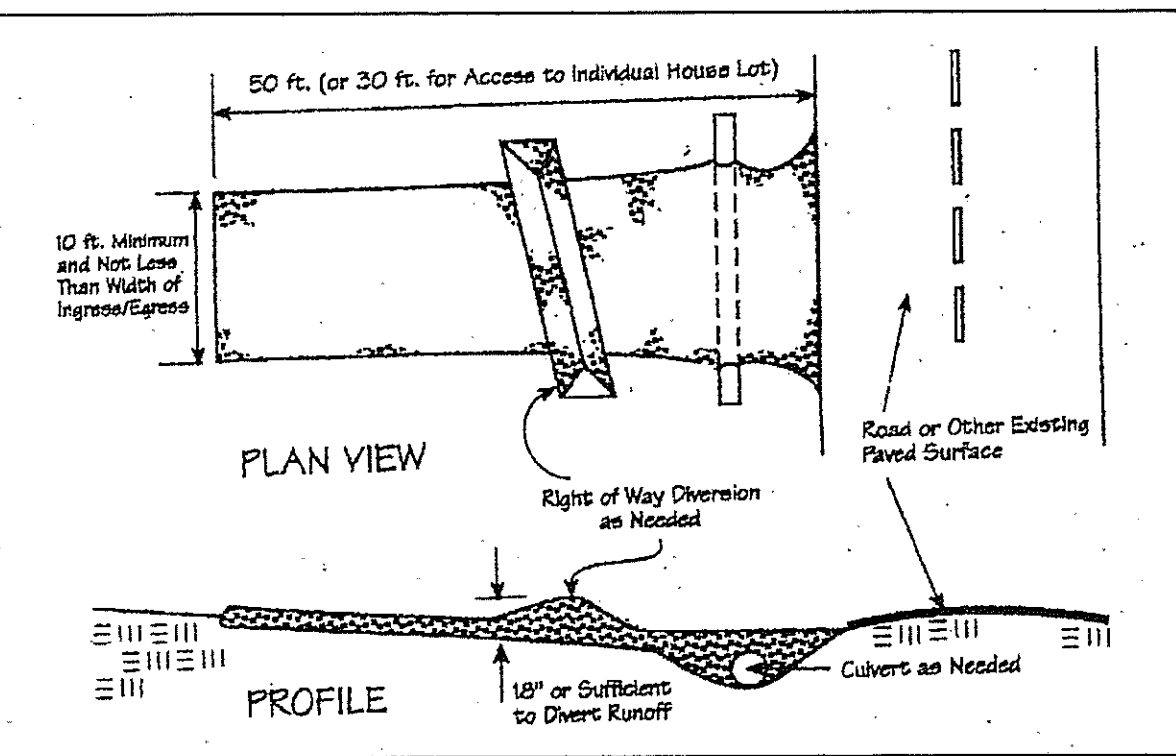 50 ft. (or 30 ft. for Access to Individual House Lot)
10 ft. Minimum
and Not Less
Than Width of
Ingress/Egress
PLAN VIEW
Right of Way Diversion
as Needed
Road or Other Existing
Paved Surface
18" or Sufficient
to Divert Runoff
Culvert as Needed
PROFILE